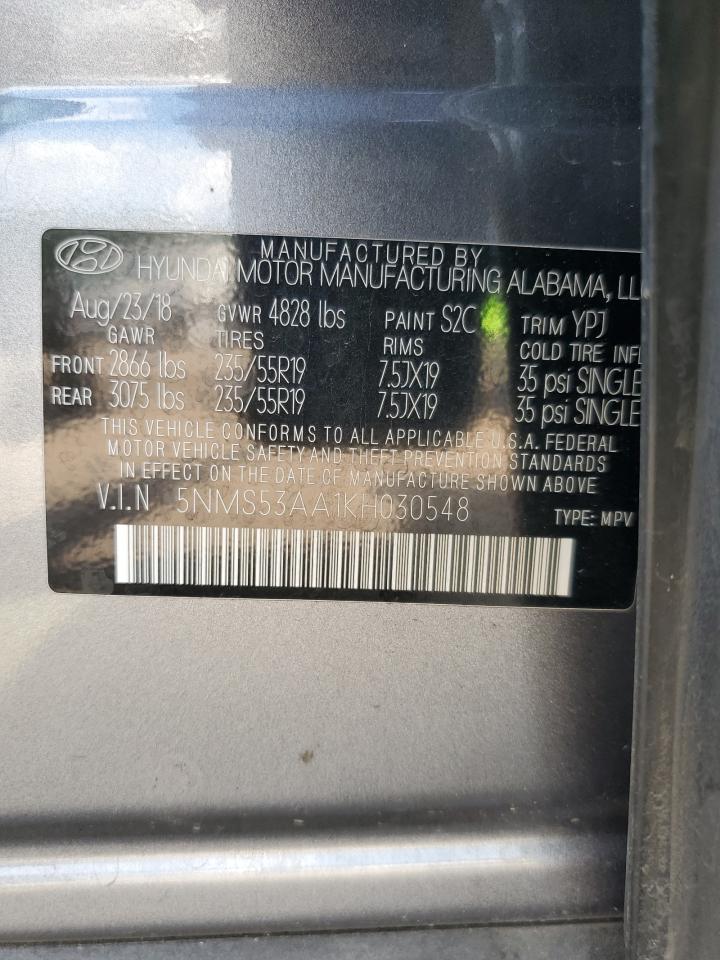 MANUFACTURED BY
HYUNDAI MOTOR MANUFACTURING ALABAMA,
Aug/23/18 GVWR 4828 lbs PAINT S2C TRIM YPJ
GAWR TIRES RIMS COLD TIRE
FRONT 2866 lbs 235/55R19 7.5JX19 35 psi SINGLE
REAR 3075 lbs 235/55R19 7.5JX19 35 psi SINGLE
THIS VEHICLE CONFORMS TO ALL APPLICABLE U.S.A. FEDERAL
MOTOR VEHICLE SAFETY AND THEFT PREVENTION STANDARDS
IN EFFECT ON THE DATE OF MANUFACTURE SHOWN ABOVE
V.I.N 5NMS53AA1KH030548 TYPE: MPV